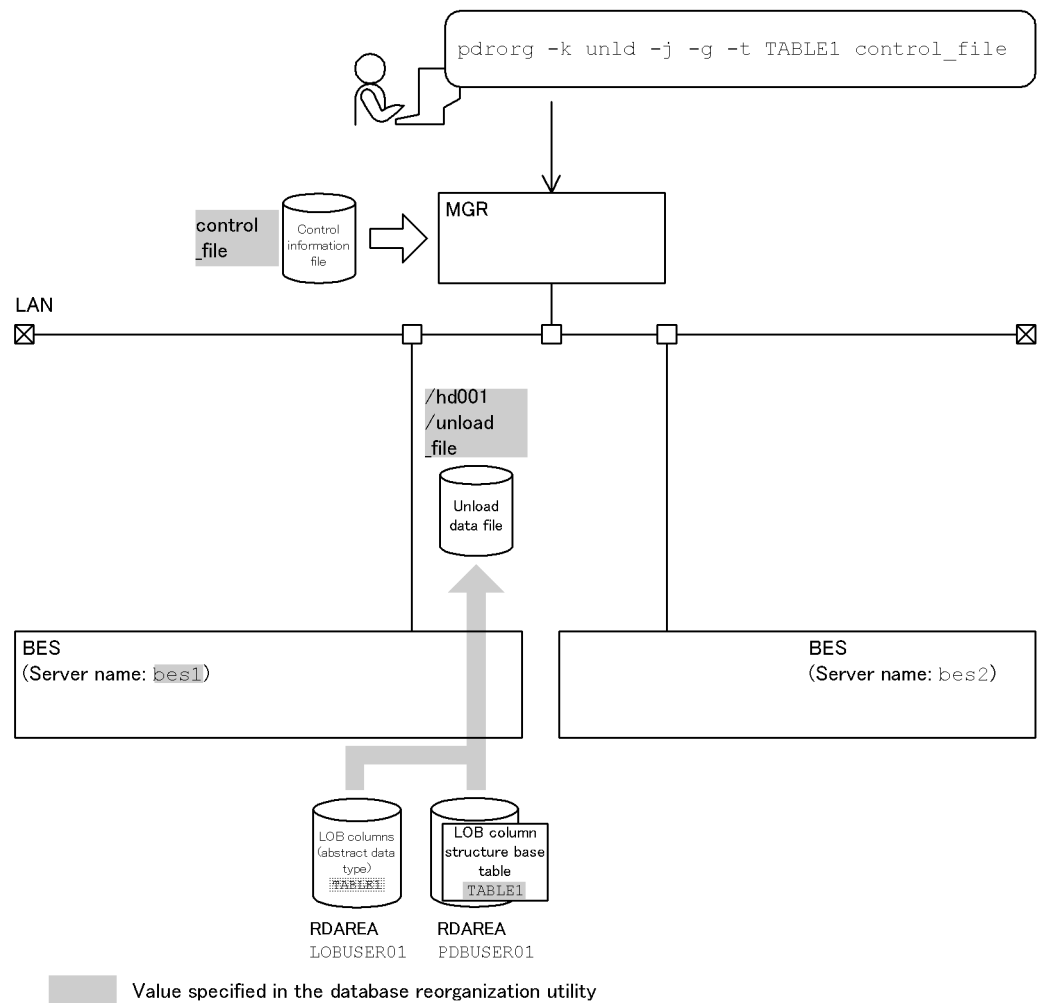 pdrorg -k unld -j -g -t TABLE1 control_file
MGR
control
_file
Control
information
file
LAN
/hd001
/unload
_file
Unload
data file
BES
(Server name: bes1)
BES
(Server name: bes2)
LOB columns
(abstract data
type)
TABLE1
LOB column
structure base
table
TABLE1
RDAREA
LOBUSER01
RDAREA
PDBUSER01
Value specified in the database reorganization utility